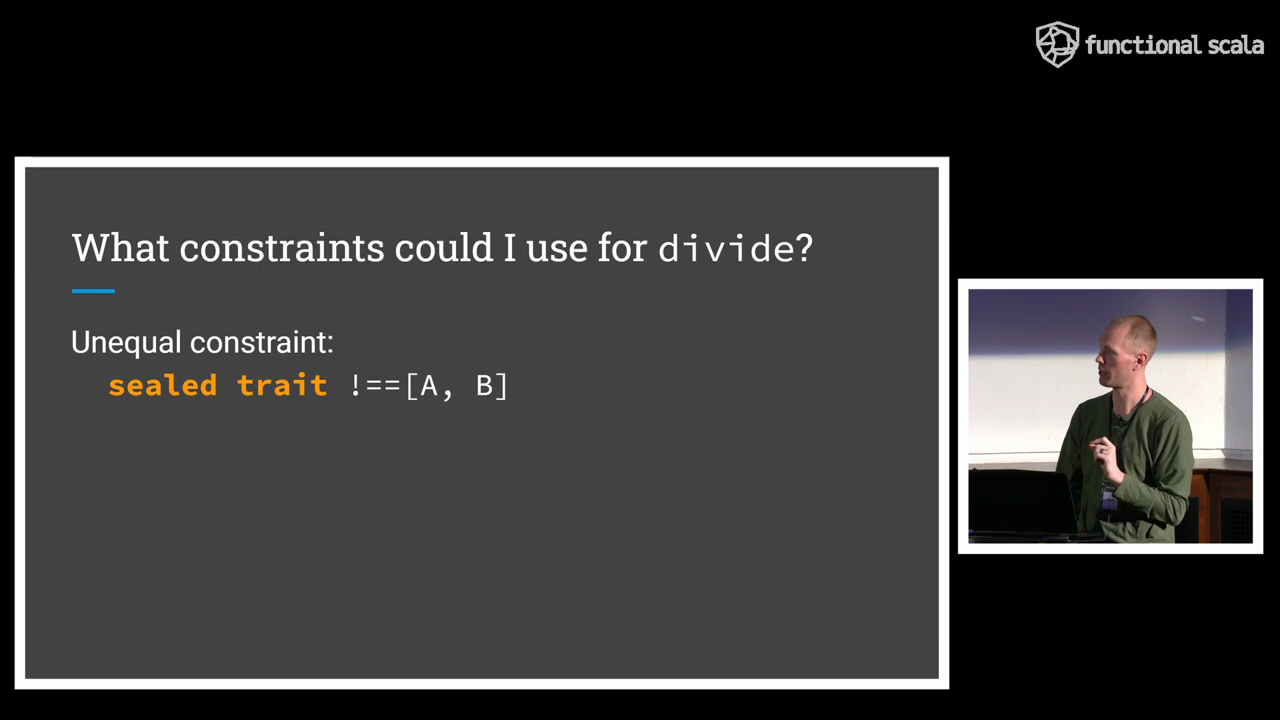 functional scala
What constraints could I use for divide?
Unequal constraint:
sealed trait !==[A, B]